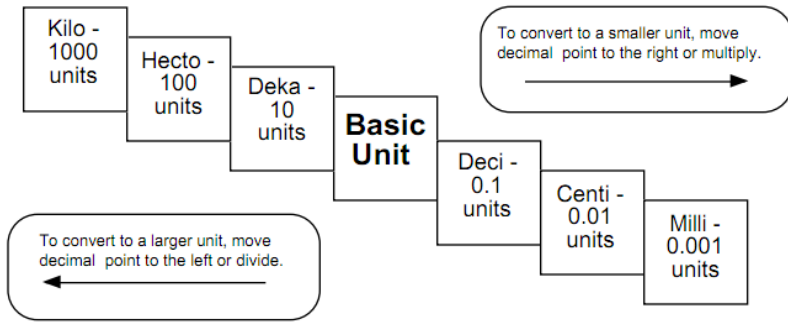 Kilo -
1000
units
Hecto -
100
units
Deka -
10
units
Basic
Unit
Deci -
0.1
units
Centi -
0.01
units
Milli -
0.001
units
To convert to a smaller unit, move
decimal point to the right or multiply.
To convert to a larger unit, move
decimal point to the left or divide.